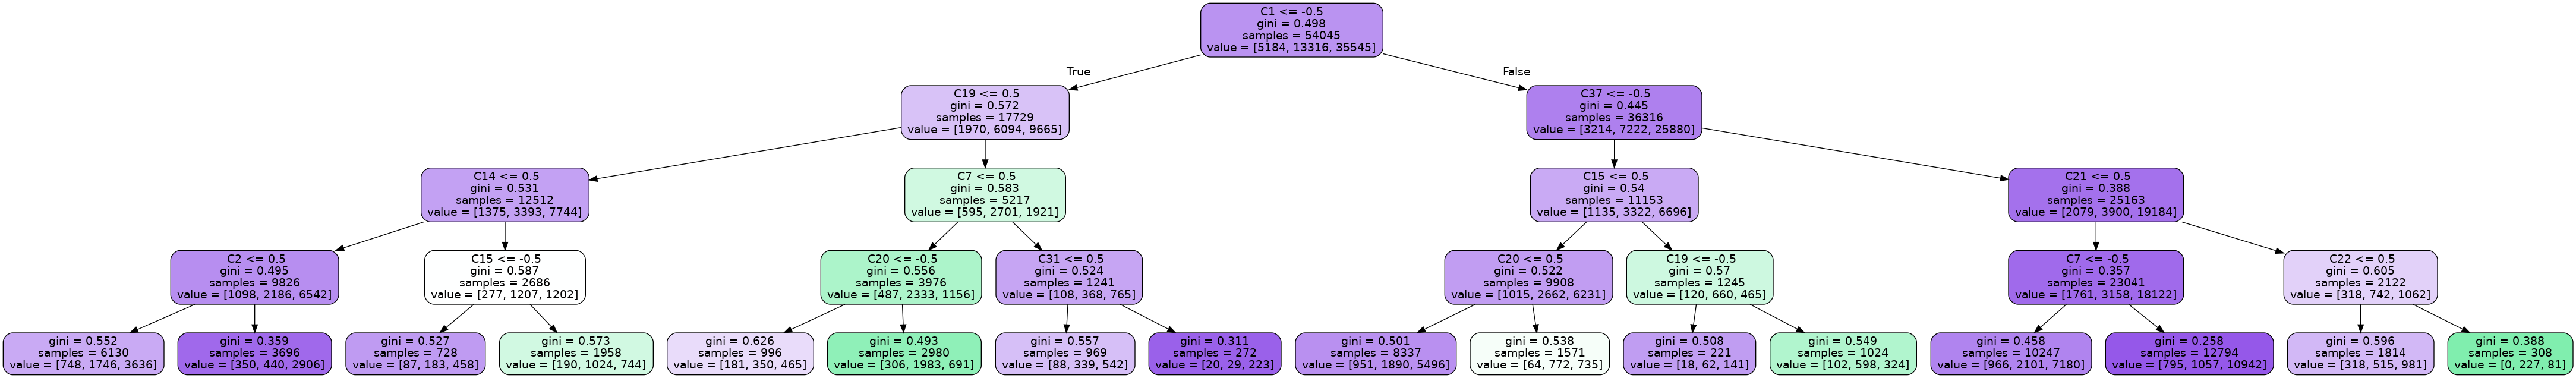 C1 <= -0.5
gini = 0.498
samples = 54045
value = [5184, 13316, 35545]
True
False
C19 <= 0.5
gini = 0.572
samples = 17729
value = [1970, 6094, 9665]
C37 <= -0.5
gini = 0.445
samples = 36316
value = [3214, 7222, 25880]
C14 <= 0.5
gini = 0.531
samples = 12512
value = [1375, 3393, 7744]
C7 <= 0.5
gini = 0.583
samples = 5217
value = [595, 2701, 1921]
C15 <= 0.5
gini = 0.54
samples = 11153
value = [1135, 3322, 6696]
C21 <= 0.5
gini = 0.388
samples = 25163
value = [2079, 3900, 19184]
C2 <= 0.5
gini = 0.495
samples = 9826
value = [1098, 2186, 6542]
C15 <= -0.5
gini = 0.587
samples = 2686
value = [277, 1207, 1202]
C20 <= -0.5
gini = 0.556
samples = 3976
value = [487, 2333, 1156]
C31 <= 0.5
gini = 0.524
samples = 1241
value = [108, 368, 765]
C20 <= 0.5
gini = 0.522
samples = 9908
value = [1015, 2662, 6231]
C19 <= -0.5
gini = 0.57
samples = 1245
value = [120, 660, 465]
C7 <= -0.5
gini = 0.357
samples = 23041
value = [1761, 3158, 18122]
C22 <= 0.5
gini = 0.605
samples = 2122
value = [318, 742, 1062]
gini = 0.552
samples = 6130
value = [748, 1746, 3636]
gini = 0.359
samples = 3696
value = [350, 440, 2906]
gini = 0.527
samples = 728
value = [87, 183, 458]
gini = 0.573
samples = 1958
value = [190, 1024, 744]
gini = 0.626
samples = 996
value = [181, 350, 465]
gini = 0.493
samples = 2980
value = [306, 1983, 691]
gini = 0.557
samples = 969
value = [88, 339, 542]
gini = 0.311
samples = 272
value = [20, 29, 223]
gini = 0.501
samples = 8337
value = [951, 1890, 5496]
gini = 0.538
samples = 1571
value = [64, 772, 735]
gini = 0.508
samples = 221
value = [18, 62, 141]
gini = 0.549
samples = 1024
value = [102, 598, 324]
gini = 0.458
samples = 10247
value = [966, 2101, 7180]
gini = 0.258
samples = 12794
value = [795, 1057, 10942]
gini = 0.596
samples = 1814
value = [318, 515, 981]
gini = 0.388
samples = 308
value = [0, 227, 81]